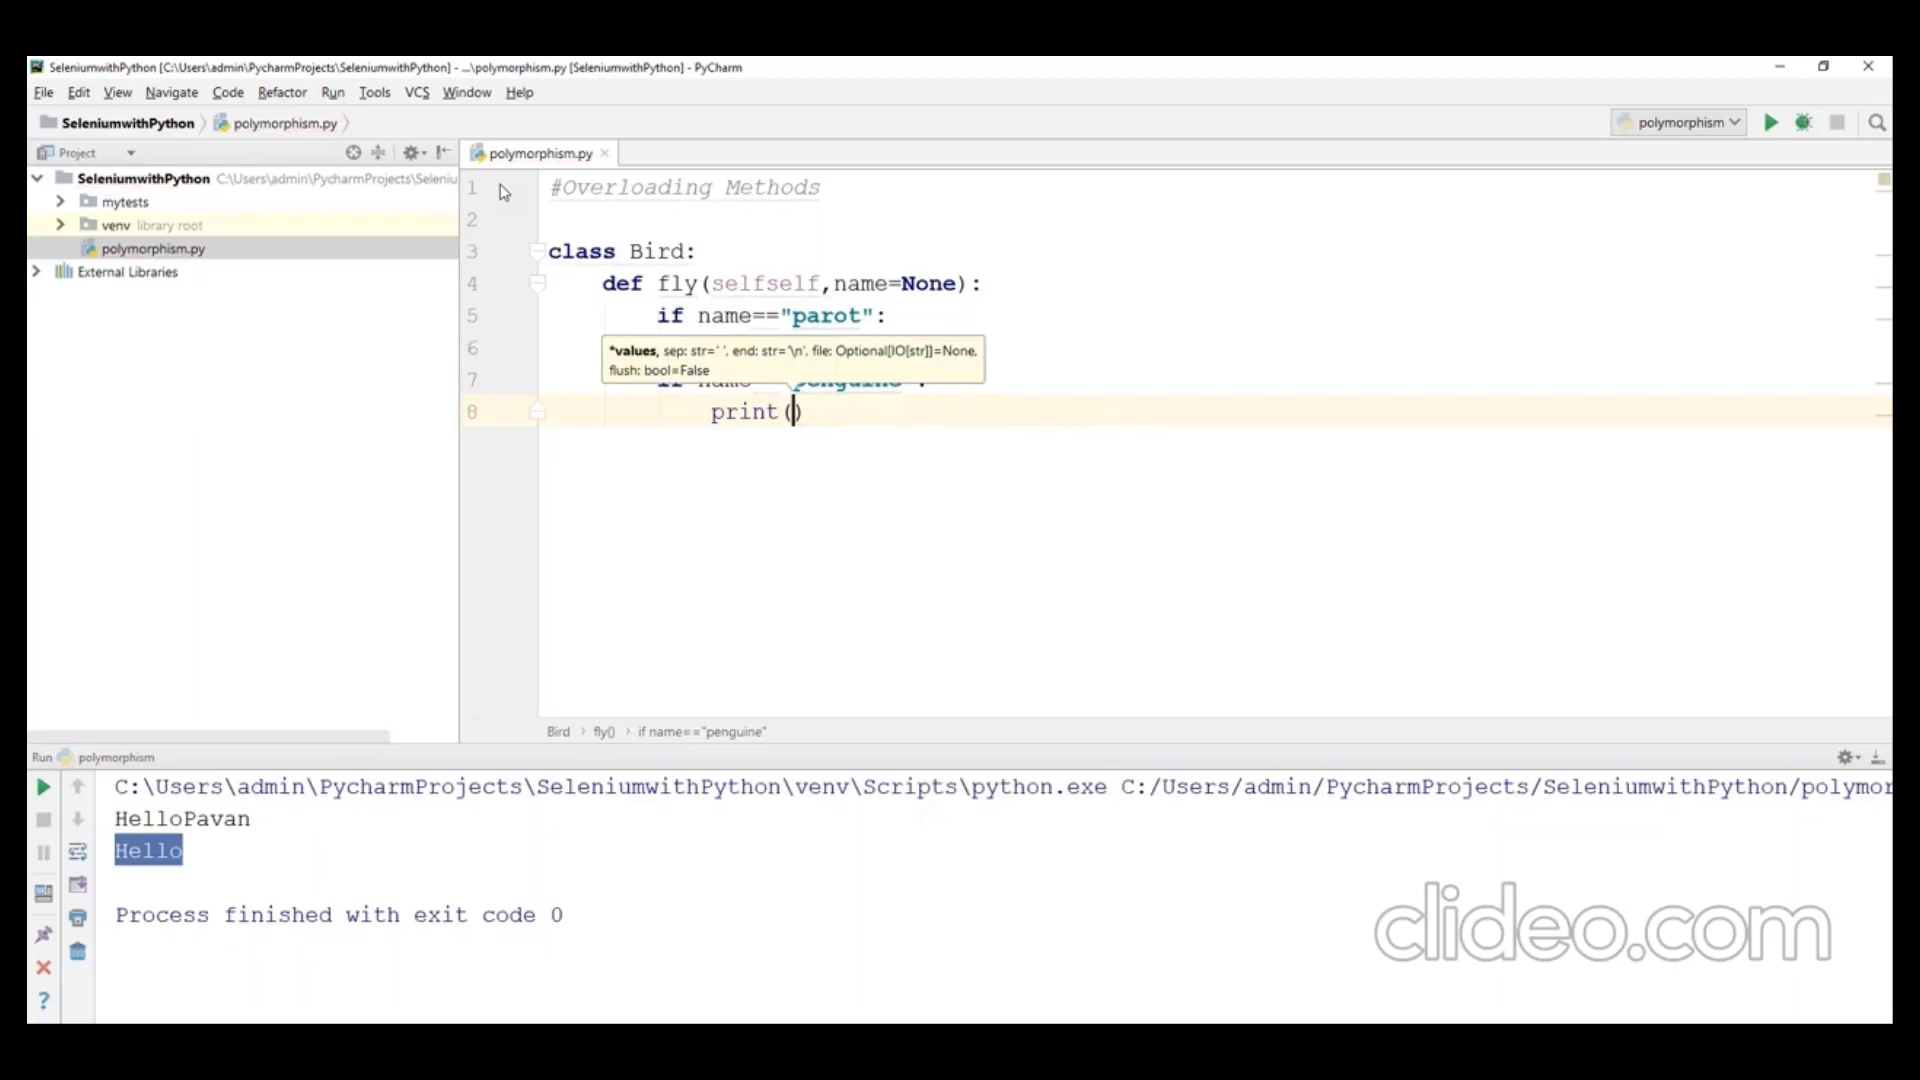 SeleniumwithPython [C:\Users\admin\PycharmProjects\SeleniumwithPython] - ...\polymorphism.py [SeleniumwithPython] - PyCharm
File Edit View Navigate Code Refactor Run Tools VCS Window Help
SeleniumwithPython polymorphism.py polymorphism
Project polymorphism.py
SeleniumwithPython C:\Users\admin\PycharmProjects\Seleniu
mytests
venv library root
polymorphism.py
External Libraries
1 #Overloading Methods
2
3 class Bird:
4 def fly(selfself,name=None):
5 if name=="parot":
6
*values, sep: str=' ', end: str='\n', file: Optional[IO[str]]=None,
flush: bool=False
7 if name=="penguine":
8 print()
Bird fly() if name=="penguine"
Run polymorphism
C:\Users\admin\PycharmProjects\SeleniumwithPython\venv\Scripts\python.exe C:/Users/admin/PycharmProjects/SeleniumwithPython/polymor
HelloPavan
Hello
Process finished with exit code 0
clideo.com